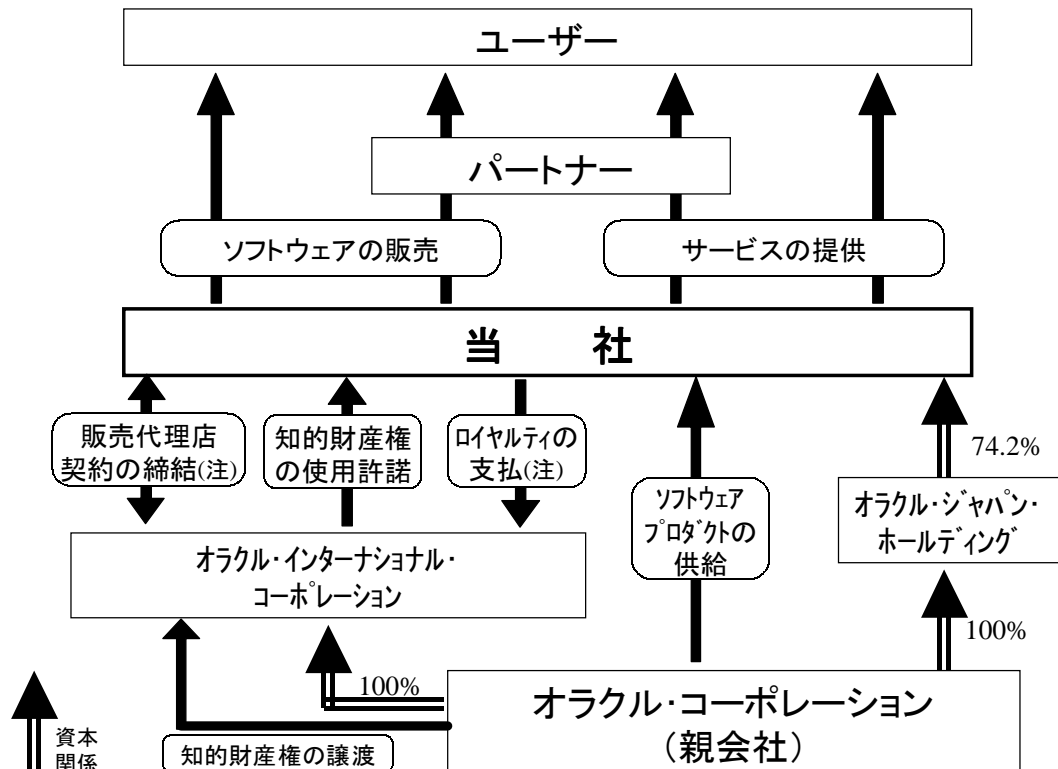 ユーザー
パートナー
ソフトウェアの販売
サービスの提供
当 社
販売代理店
契約の締結(注)
知的財産権
の使用許諾
ロイヤルティの
支払(注)
ソフトウェア
プロダクトの
供給
74.2%
オラクル・ジャパン・
ホールディング
オラクル・インターナショナル・
コーポレーション
100%
100%
オラクル・コーポレーション
(親会社)
知的財産権の譲渡
資本
関係